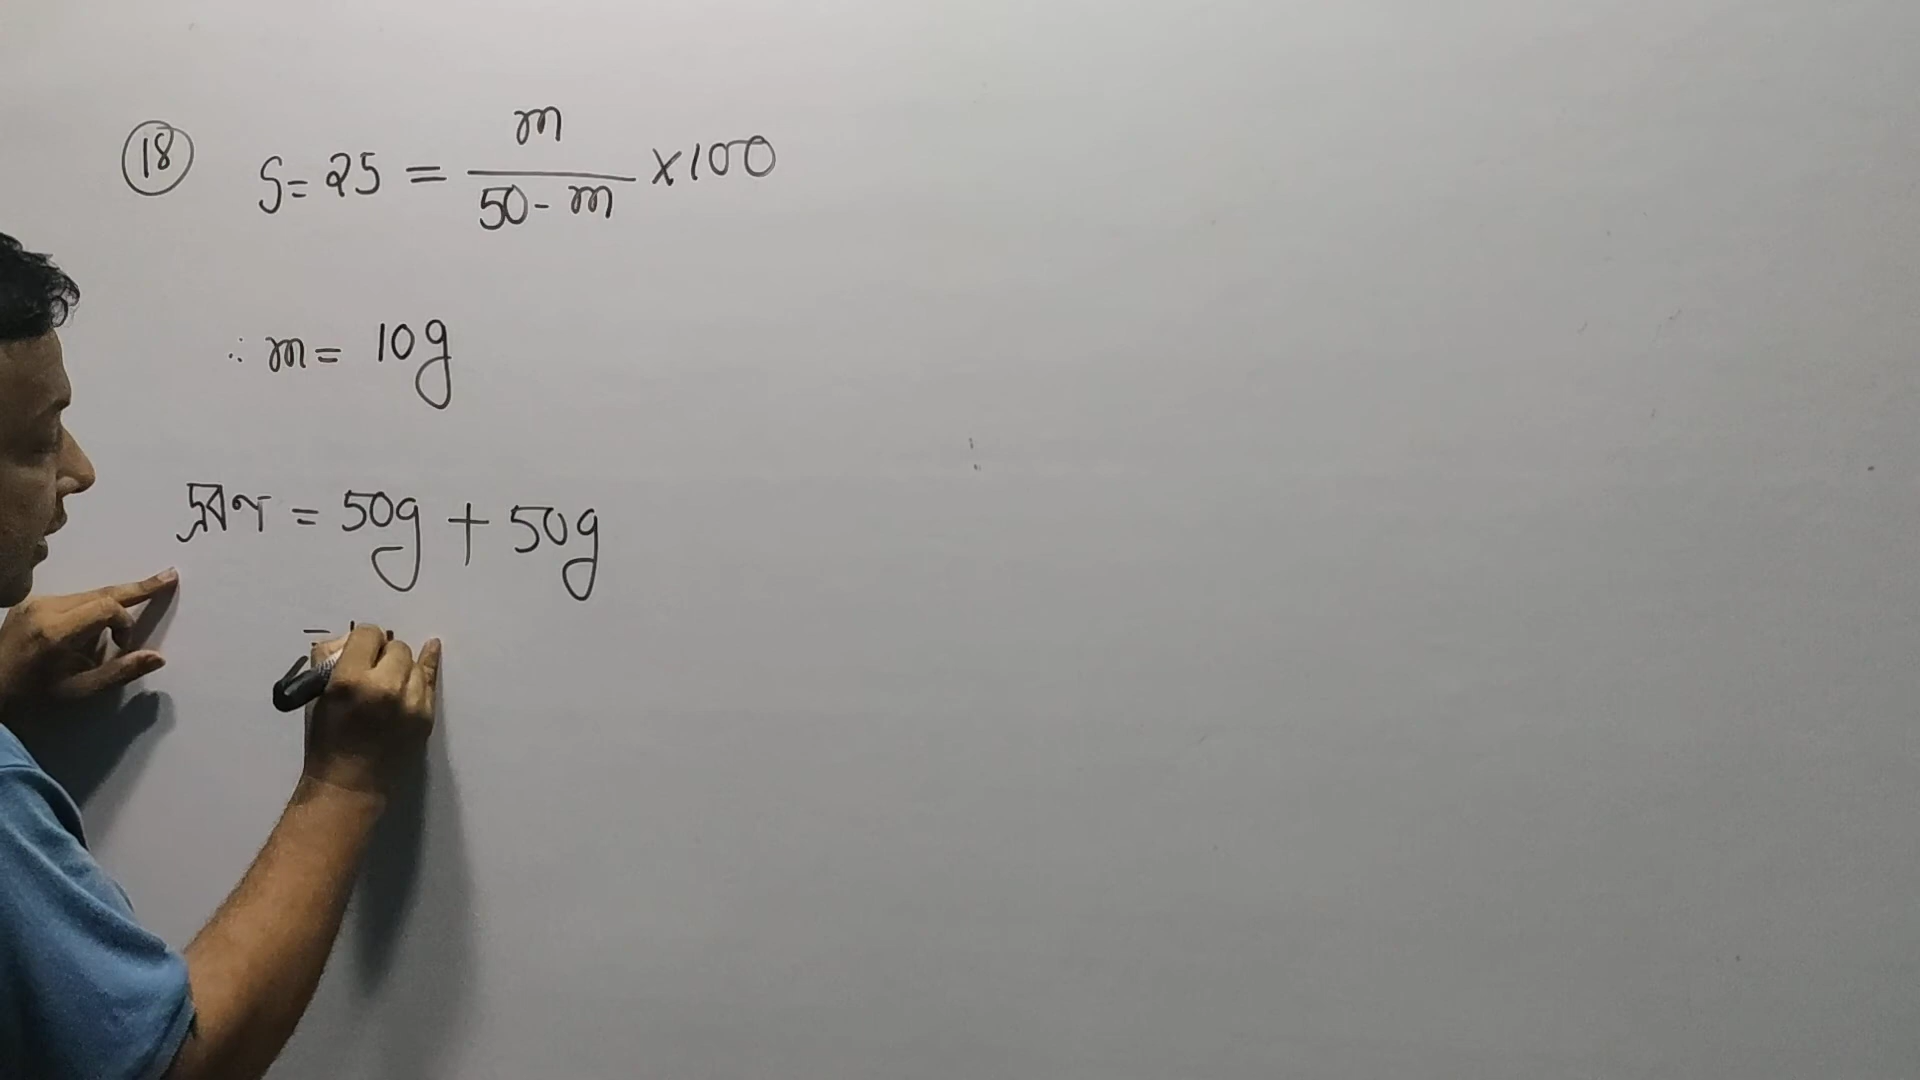 18 S = 25 = m / 50 - m × 100
∴ m = 10g
দ্রবণ = 50g + 50g
=